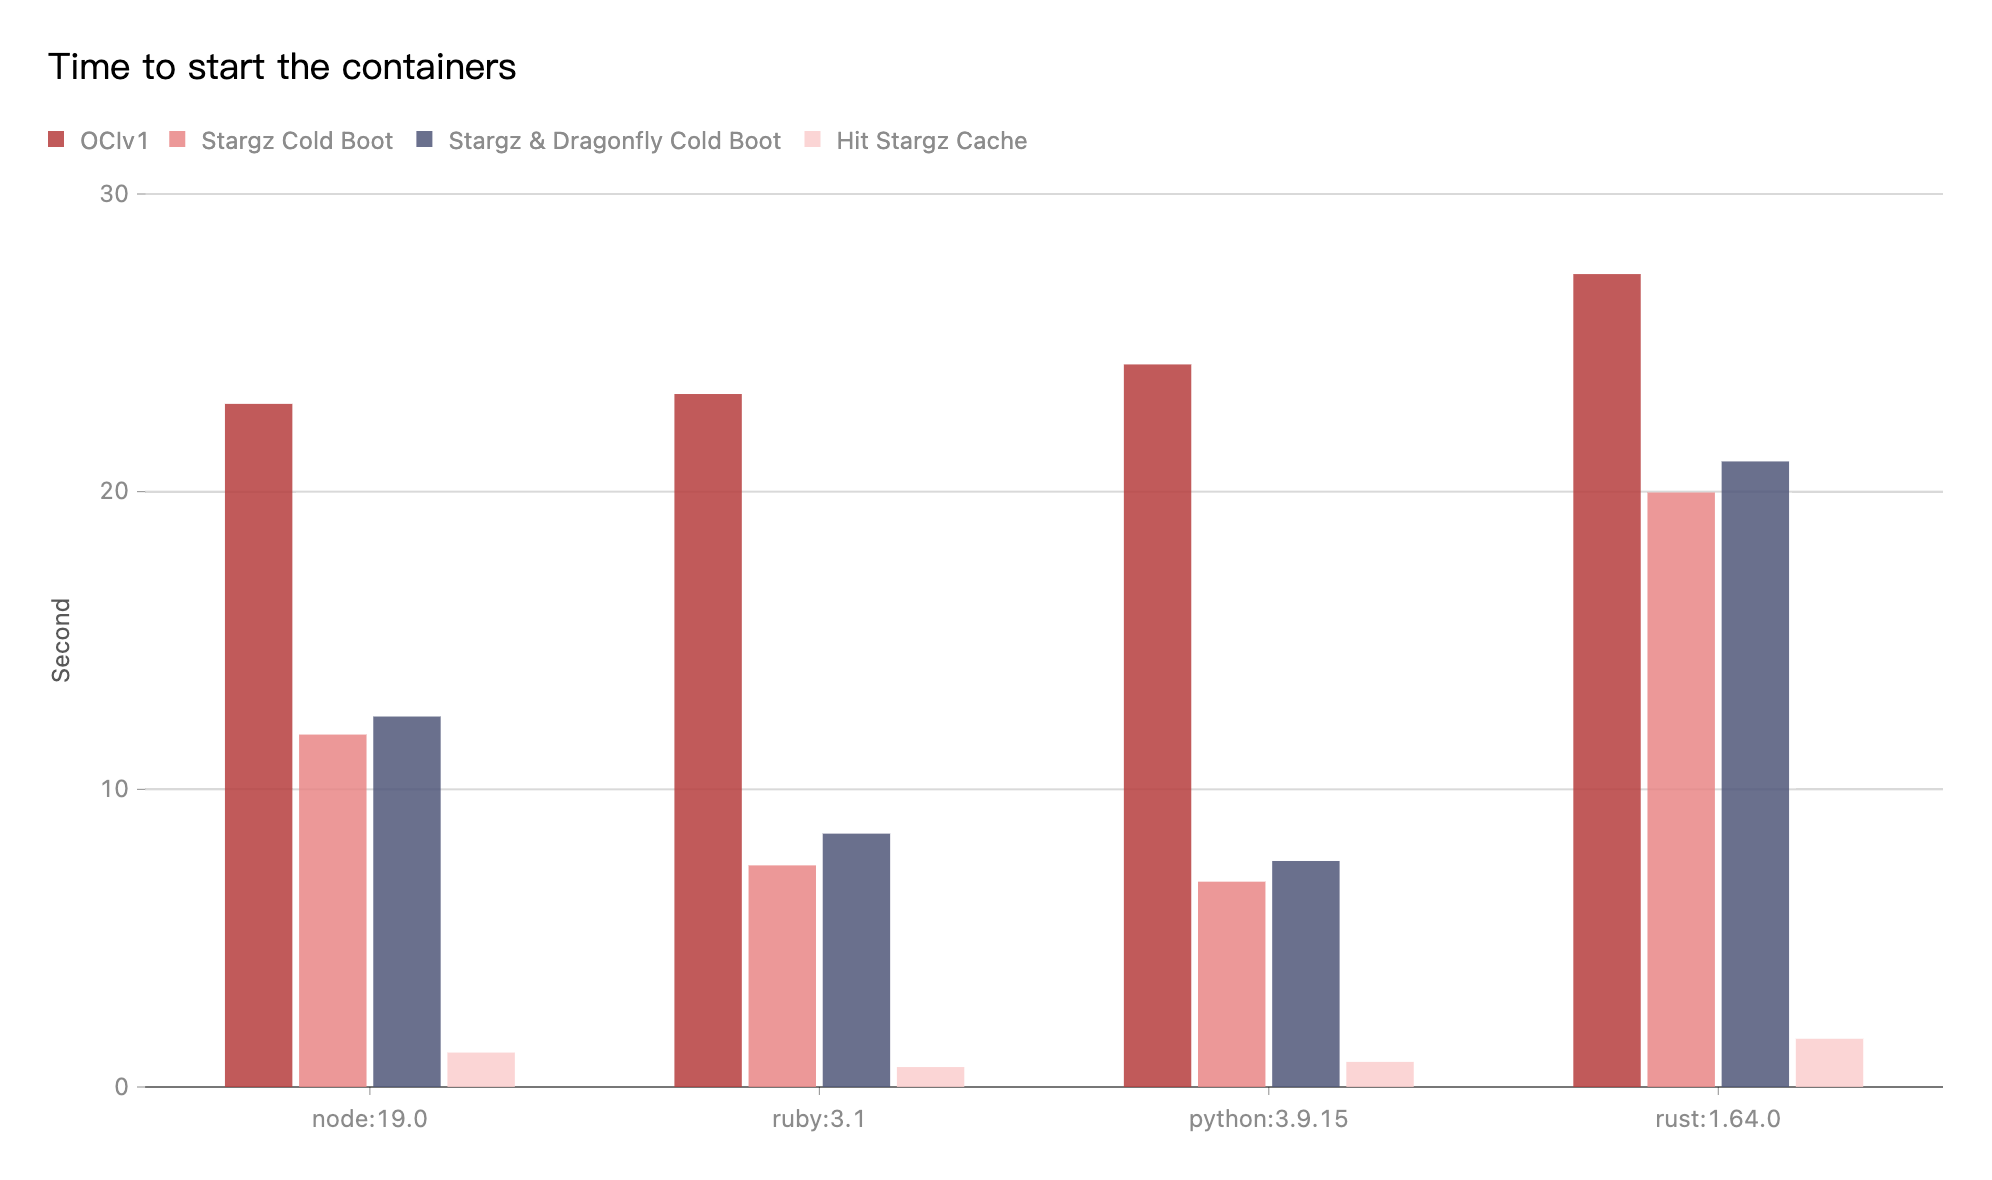 Time to start the containers
OCIv1 Stargz Cold Boot Stargz & Dragonfly Cold Boot Hit Stargz Cache
30
20
10
0
Second
node:19.0 ruby:3.1 python:3.9.15 rust:1.64.0